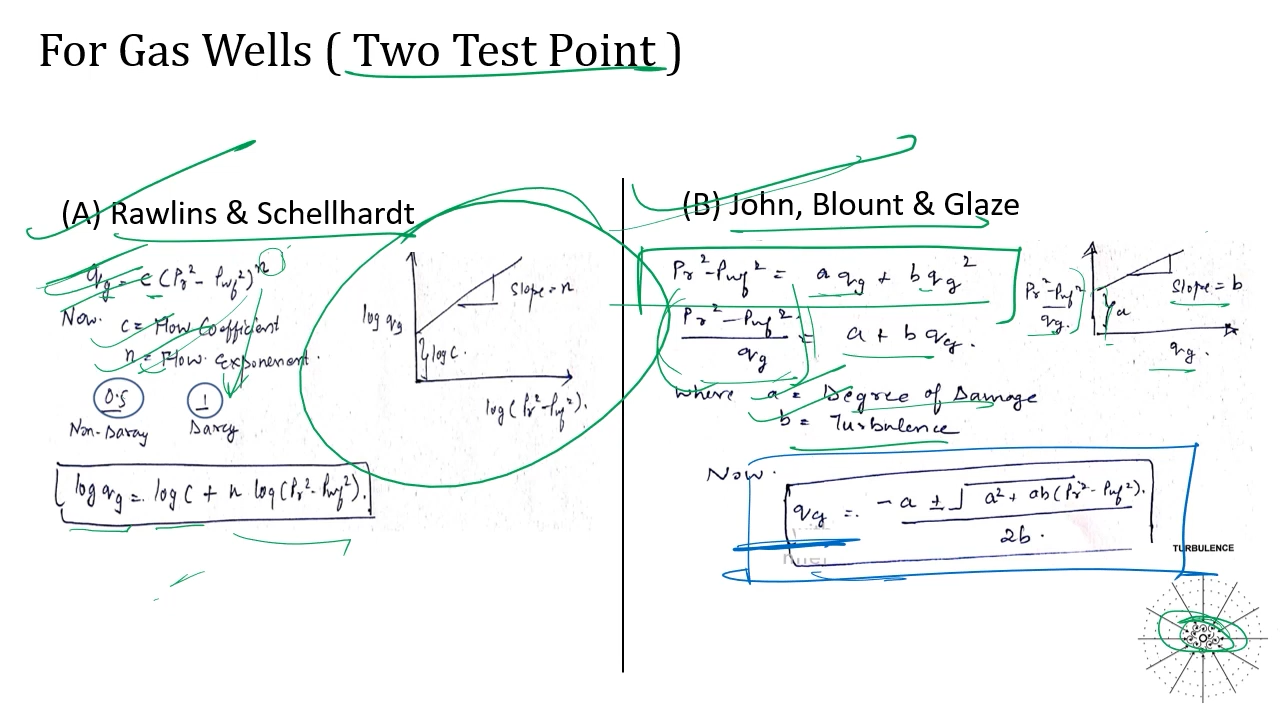 For Gas Wells ( Two Test Point )
(A) Rawlins & Schellhardt
qg = c (Pr² - Pwf²)ⁿ
Now.
c = Flow Coefficient
n = Flow Exponenent.
0.5 1
Non-Darcy Darcy
log qg = log C + n log (Pr² - Pwf²).
log qg
Slope = n
log C.
log (Pr² - Pwf²).
(B) John, Blount & Glaze
Pr² - Pwf² = a qg + b qg²
Pr² - Pwf² / qg = a + b qg.
where a = Degree of Damage
b = Turbulence
Pr² - Pwf² / qg.
Slope = b
a
qg.
Now.
qg = -a ± √ a² + ab (Pr² - Pwf²). / 2b.
TURBULENCE